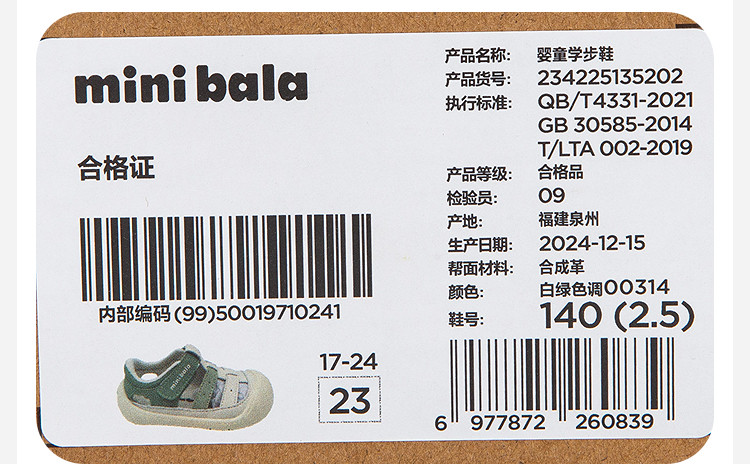 mini bala
合格证
内部编码(99)50019710241
mini bala
17-24
23
产品名称: 婴童学步鞋
产品货号: 234225135202
执行标准: QB/T4331-2021
GB 30585-2014
T/LTA 002-2019
产品等级: 合格品
检验员: 09
产地: 福建泉州
生产日期: 2024-12-15
帮面材料: 合成革
颜色: 白绿色调00314
鞋号: 140 (2.5)
6 977872 260839